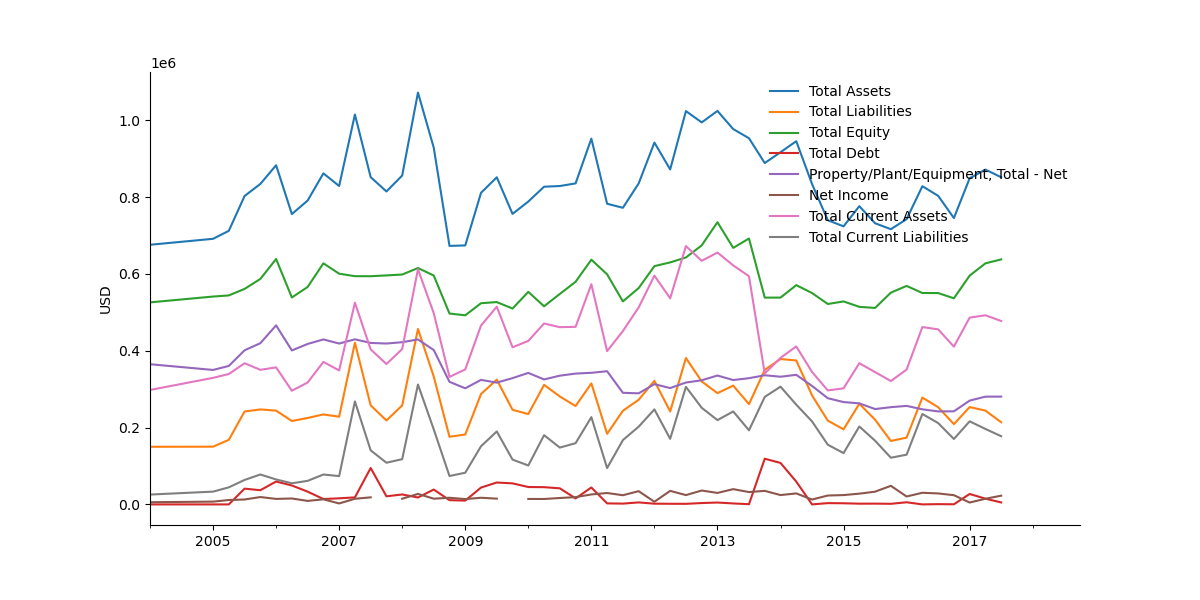 1e6
1.0
0.8
0.6
0.4
0.2
0.0
USD
2005 2007 2009 2011 2013 2015 2017
Total Assets
Total Liabilities
Total Equity
Total Debt
Property/Plant/Equipment, Total - Net
Net Income
Total Current Assets
Total Current Liabilities